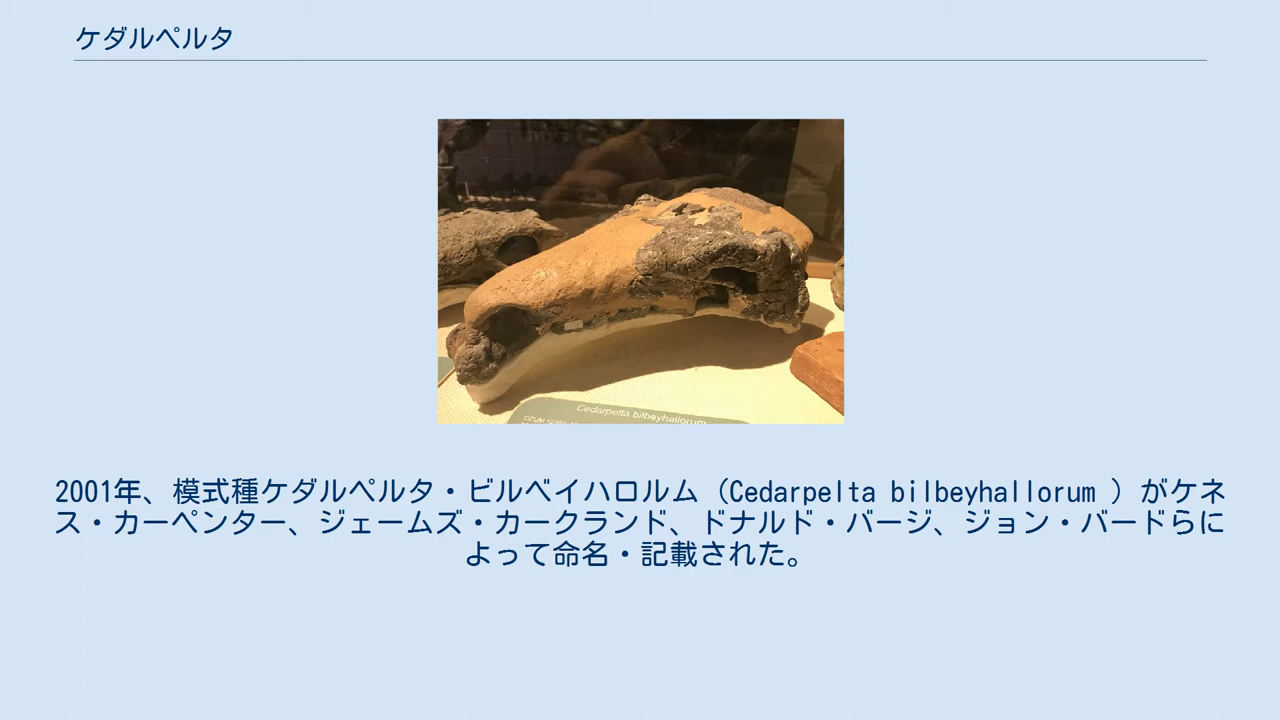 ケダルペルタ
Cedarpelta bilbeyhallorum
2001年、模式種ケダルペルタ・ビルベイハロルム（Cedarpelta bilbeyhallorum ）がケネ
ス・カーペンター、ジェームズ・カークランド、ドナルド・バージ、ジョン・バードらに
よって命名・記載された。